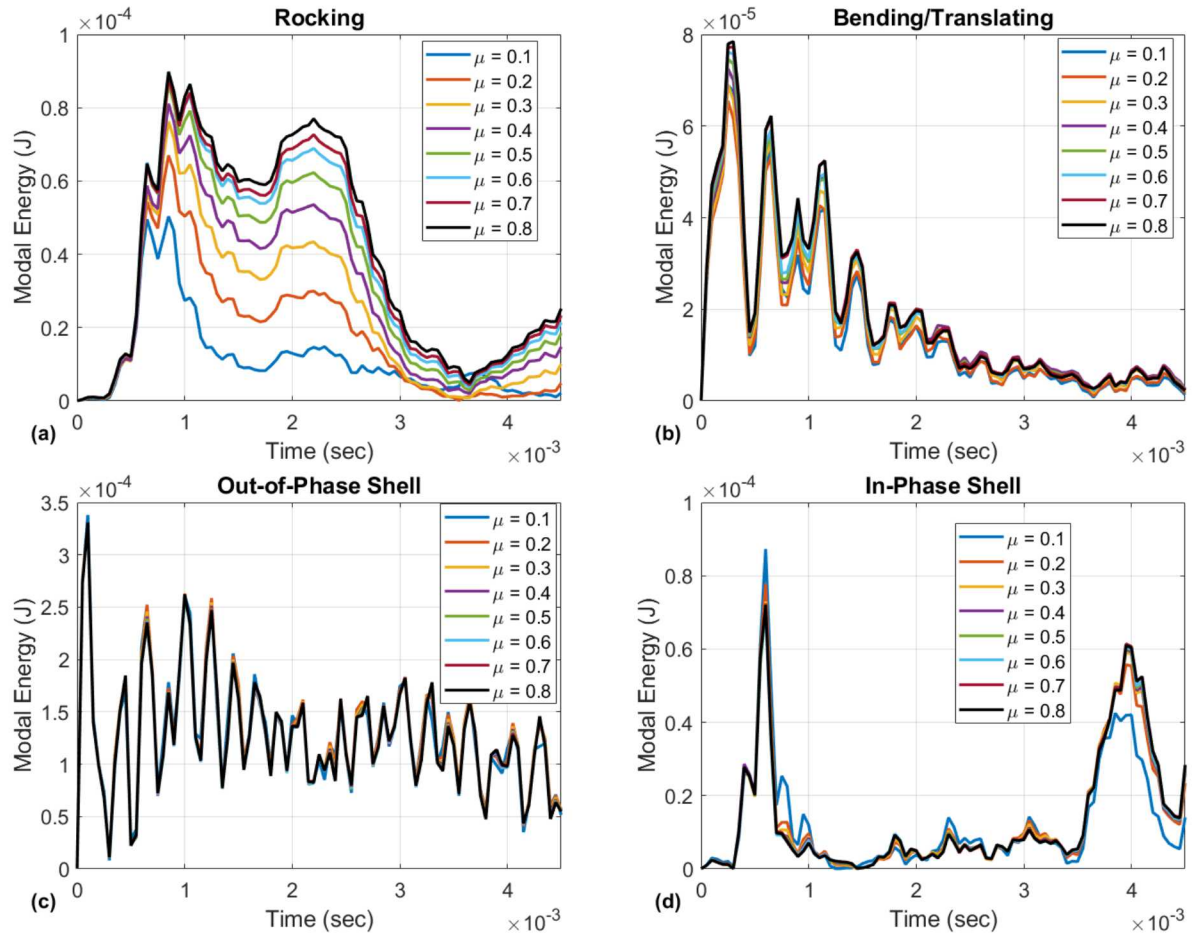 Rocking
×10⁻⁴
1
0.8
0.6
0.4
0.2
0
Modal Energy (J)
μ = 0.1
μ = 0.2
μ = 0.3
μ = 0.4
μ = 0.5
μ = 0.6
μ = 0.7
μ = 0.8
0 1 2 3 4
Time (sec)
×10⁻³
(a)
Bending/Translating
×10⁻⁵
8
6
4
2
0
Modal Energy (J)
μ = 0.1
μ = 0.2
μ = 0.3
μ = 0.4
μ = 0.5
μ = 0.6
μ = 0.7
μ = 0.8
0 1 2 3 4
Time (sec)
×10⁻³
(b)
Out-of-Phase Shell
×10⁻⁴
3.5
3
2.5
2
1.5
1
0.5
0
Modal Energy (J)
μ = 0.1
μ = 0.2
μ = 0.3
μ = 0.4
μ = 0.5
μ = 0.6
μ = 0.7
μ = 0.8
0 1 2 3 4
Time (sec)
×10⁻³
(c)
In-Phase Shell
×10⁻⁴
1
0.8
0.6
0.4
0.2
0
Modal Energy (J)
μ = 0.1
μ = 0.2
μ = 0.3
μ = 0.4
μ = 0.5
μ = 0.6
μ = 0.7
μ = 0.8
0 1 2 3 4
Time (sec)
×10⁻³
(d)